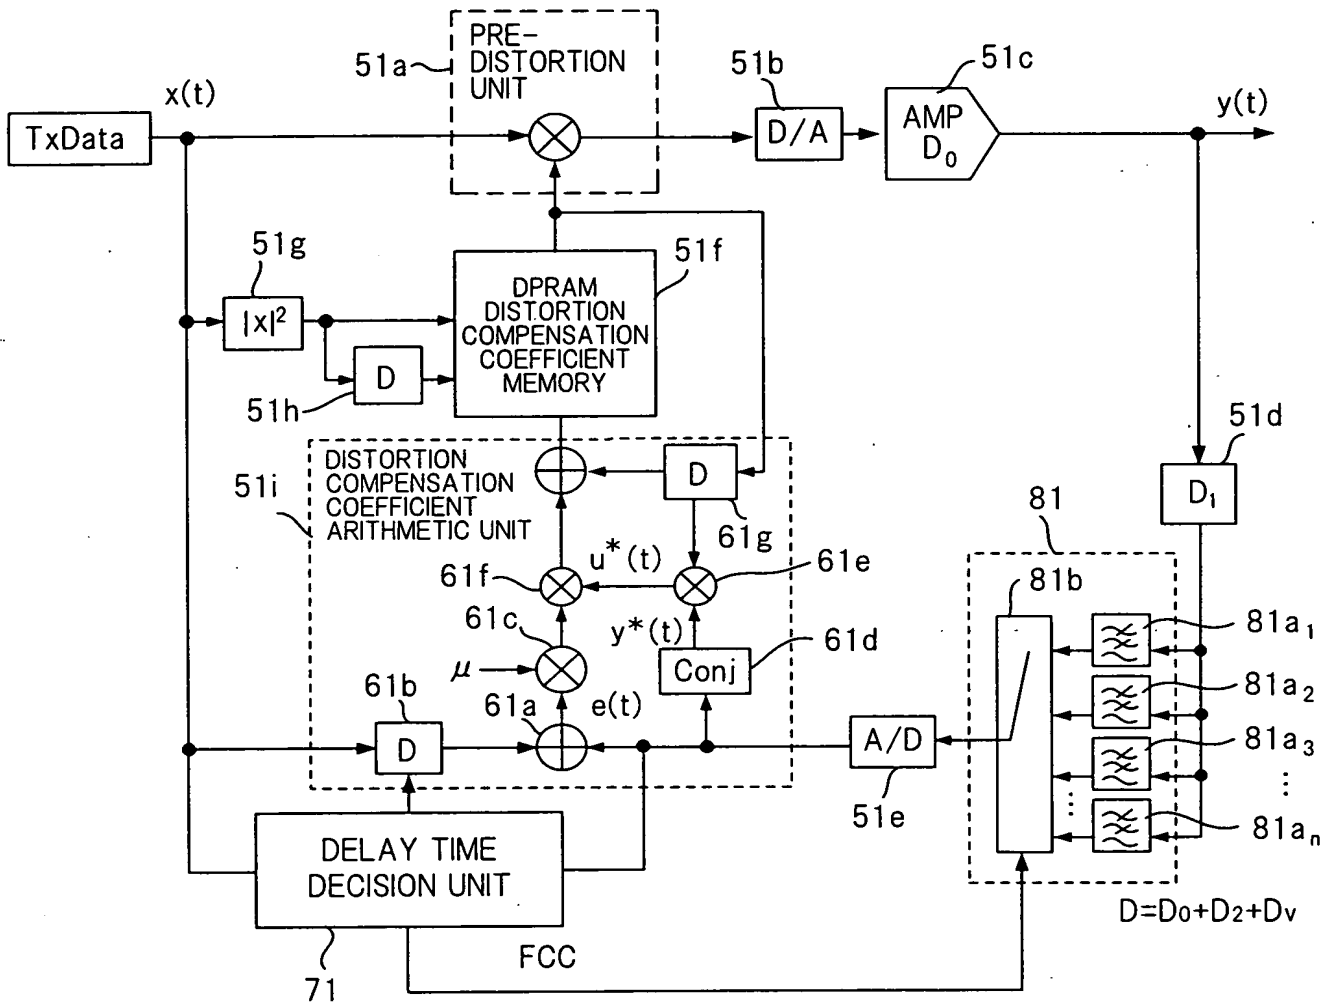 PRE-
DISTORTION
UNIT
51a
51b
51c
x(t)
y(t)
TxData
D/A
AMP
D0
51g
51f
|x|²
DPRAM
DISTORTION
COMPENSATION
COEFFICIENT
MEMORY
D
51h
51d
D1
DISTORTION
COMPENSATION
COEFFICIENT
ARITHMETIC UNIT
51i
D
61g
81
u*(t)
61e
61f
81b
61c
y*(t)
61d
81a1
μ
Conj
61b
61a
e(t)
81a2
D
A/D
81a3
51e
81an
DELAY TIME
DECISION UNIT
D=D0+D2+Dv
FCC
71